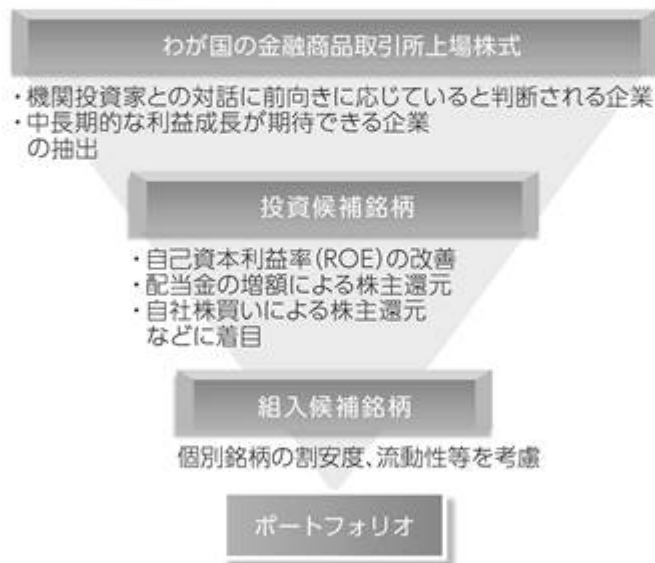 わが国の金融商品取引所上場株式
・機関投資家との対話に前向きに応じていると判断される企業
・中長期的な利益成長が期待できる企業
の抽出
投資候補銘柄
・自己資本利益率(ROE)の改善
・配当金の増額による株主還元
・自社株買いによる株主還元
などに着目
組入候補銘柄
個別銘柄の割安度、流動性等を考慮
ポートフォリオ